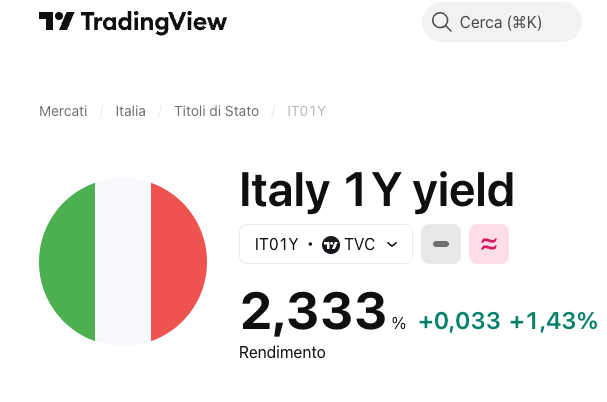 TradingView
Cerca (⌘K)
Mercati / Italia / Titoli di Stato / IT01Y
Italy 1Y yield
IT01Y • TVC
2,333 % +0,033 +1,43%
Rendimento